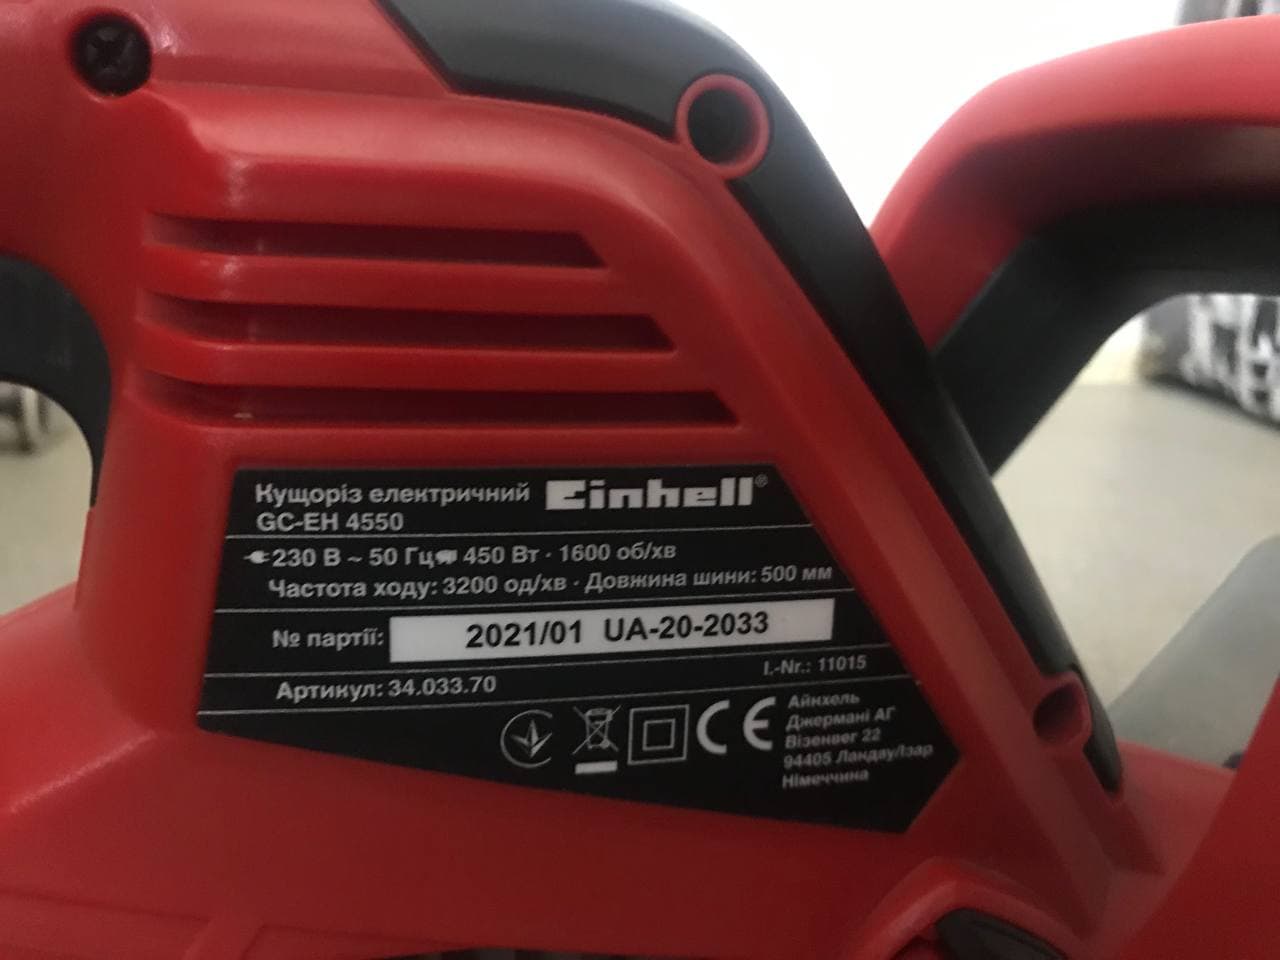 Кущоріз електричний Einhell®
GC-EH 4550
230 В ~ 50 Гц 450 Вт · 1600 об/хв
Частота ходу: 3200 од/хв · Довжина шини: 500 мм
№ партії: 2021/01 UA-20-2033
I.-Nr.: 11015
Артикул: 34.033.70
CE
Айнхель
Джермані АГ
Візенвег 22
94405 Ландау/Ізар
Німеччина